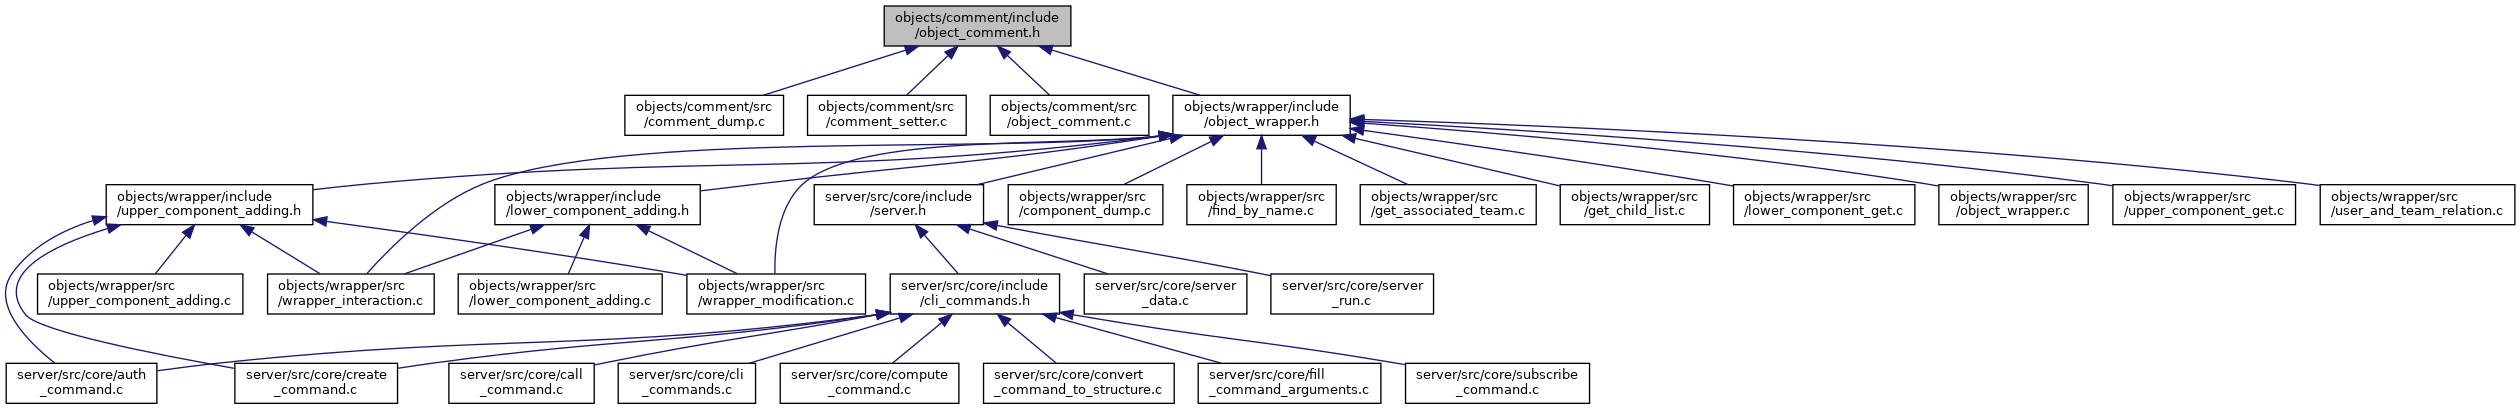 objects/comment/include
/object_comment.h
objects/comment/src
/comment_dump.c
objects/comment/src
/comment_setter.c
objects/comment/src
/object_comment.c
objects/wrapper/include
/object_wrapper.h
objects/wrapper/include
/upper_component_adding.h
objects/wrapper/include
/lower_component_adding.h
server/src/core/include
/server.h
objects/wrapper/src
/component_dump.c
objects/wrapper/src
/find_by_name.c
objects/wrapper/src
/get_associated_team.c
objects/wrapper/src
/get_child_list.c
objects/wrapper/src
/lower_component_get.c
objects/wrapper/src
/object_wrapper.c
objects/wrapper/src
/upper_component_get.c
objects/wrapper/src
/user_and_team_relation.c
objects/wrapper/src
/upper_component_adding.c
objects/wrapper/src
/wrapper_interaction.c
objects/wrapper/src
/lower_component_adding.c
objects/wrapper/src
/wrapper_modification.c
server/src/core/include
/cli_commands.h
server/src/core/server
_data.c
server/src/core/server
_run.c
server/src/core/auth
_command.c
server/src/core/create
_command.c
server/src/core/call
_command.c
server/src/core/cli
_commands.c
server/src/core/compute
_command.c
server/src/core/convert
_command_to_structure.c
server/src/core/fill
_command_arguments.c
server/src/core/subscribe
_command.c